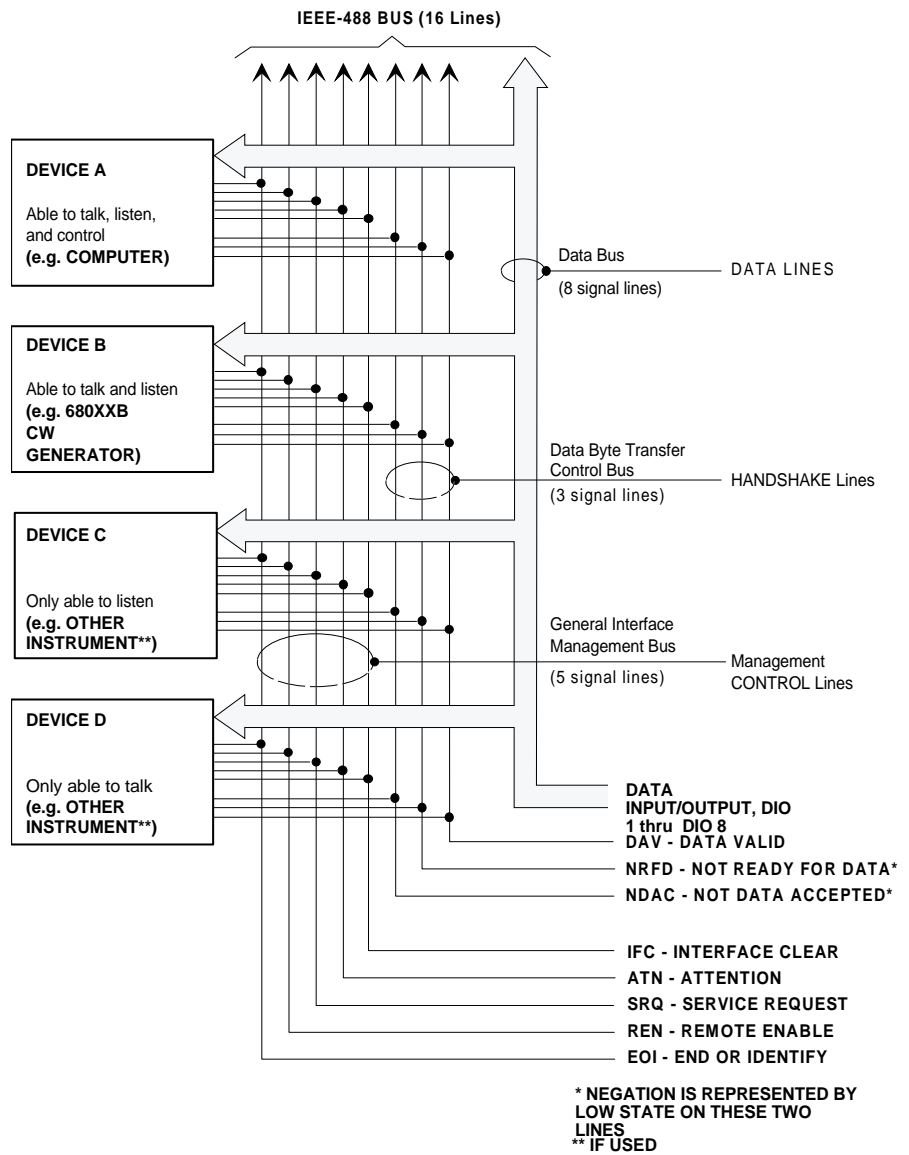 IEEE-488 BUS (16 Lines)
DEVICE A
Able to talk, listen,
and control
(e.g. COMPUTER)
Data Bus
(8 signal lines)
DATA LINES
DEVICE B
Able to talk and listen
(e.g. 680XXB
CW
GENERATOR)
Data Byte Transfer
Control Bus
(3 signal lines)
HANDSHAKE Lines
DEVICE C
Only able to listen
(e.g. OTHER
INSTRUMENT**)
General Interface
Management Bus
(5 signal lines)
Management
CONTROL Lines
DEVICE D
Only able to talk
(e.g. OTHER
INSTRUMENT**)
DATA
INPUT/OUTPUT, DIO
1 thru DIO 8
DAV - DATA VALID
NRFD - NOT READY FOR DATA*
NDAC - NOT DATA ACCEPTED*
IFC - INTERFACE CLEAR
ATN - ATTENTION
SRQ - SERVICE REQUEST
REN - REMOTE ENABLE
EOI - END OR IDENTIFY
* NEGATION IS REPRESENTED BY
LOW STATE ON THESE TWO
LINES
** IF USED